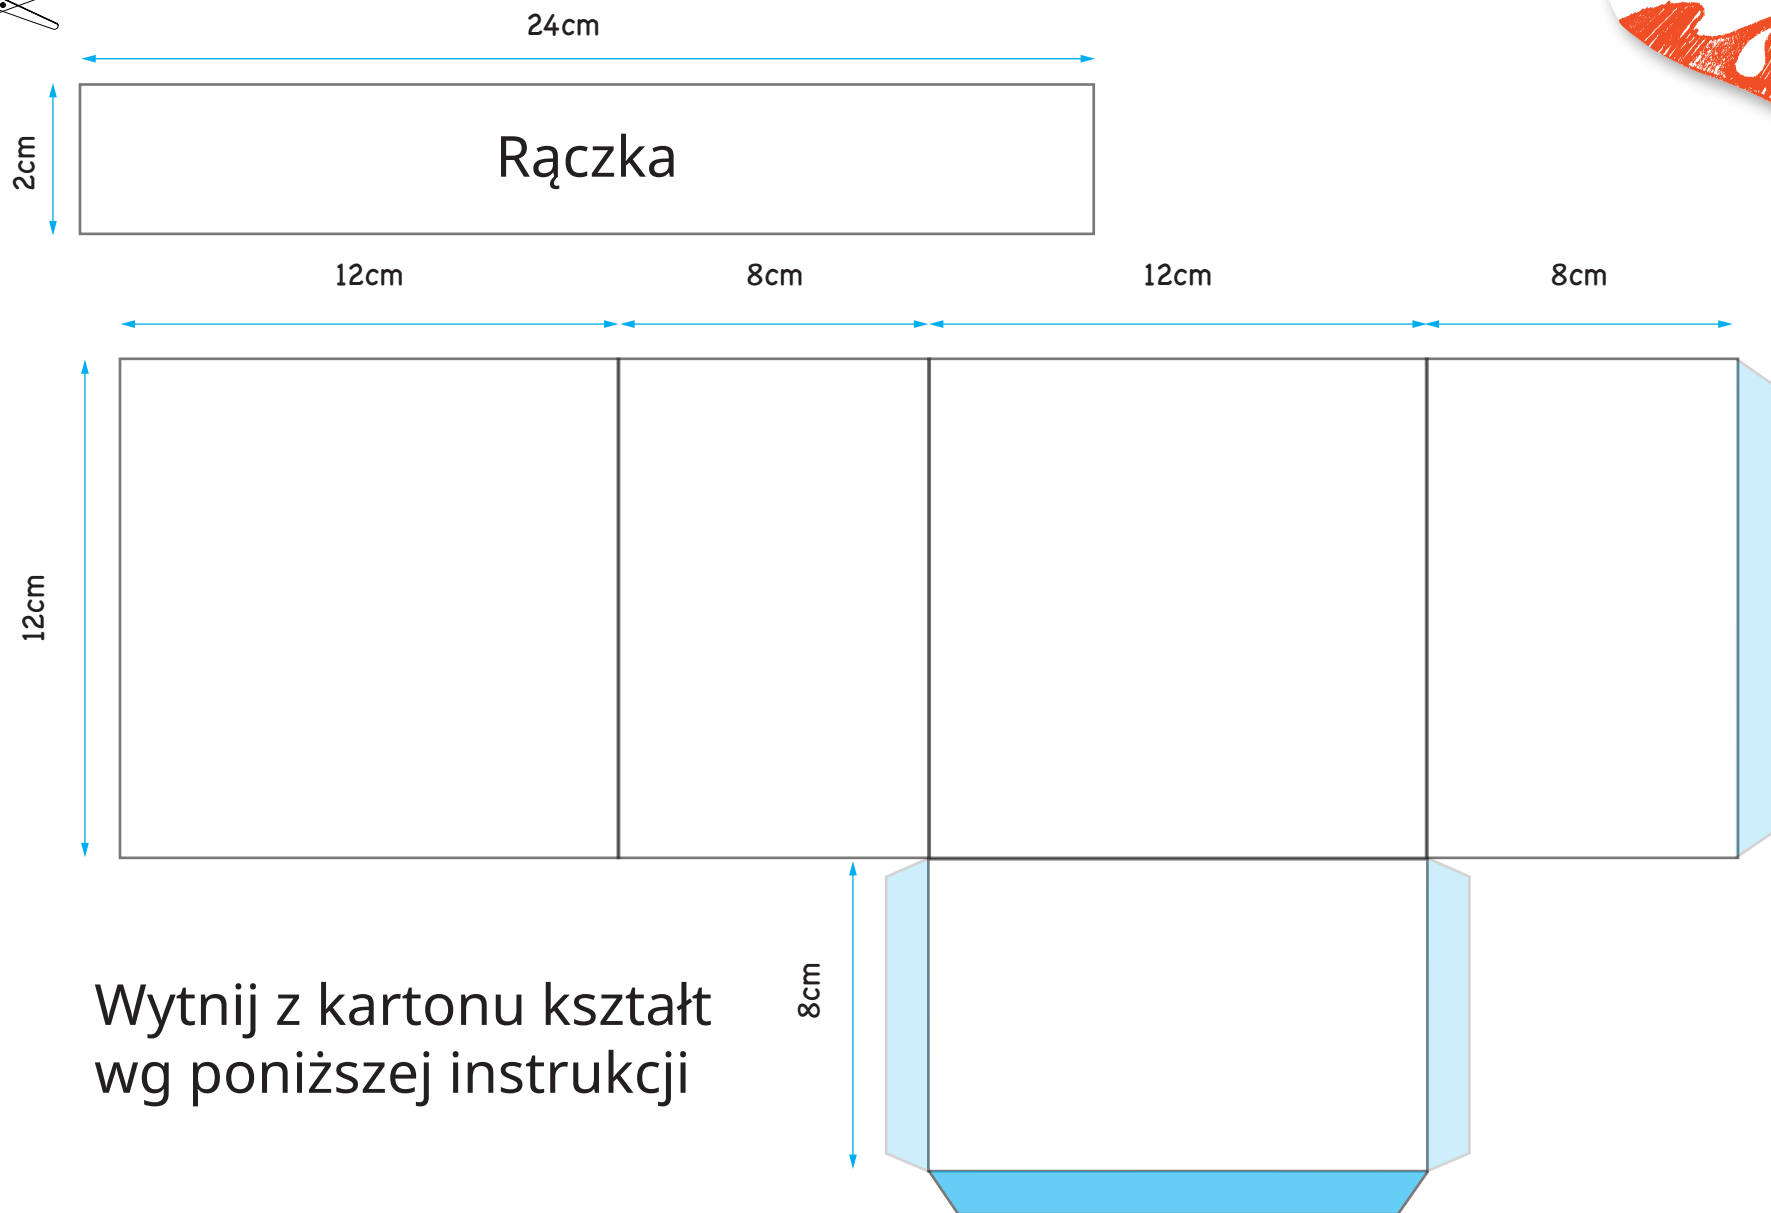 24cm
2cm
Rączka
12cm
8cm
12cm
8cm
12cm
8cm
Wytnij z kartonu kształt
wg poniższej instrukcji